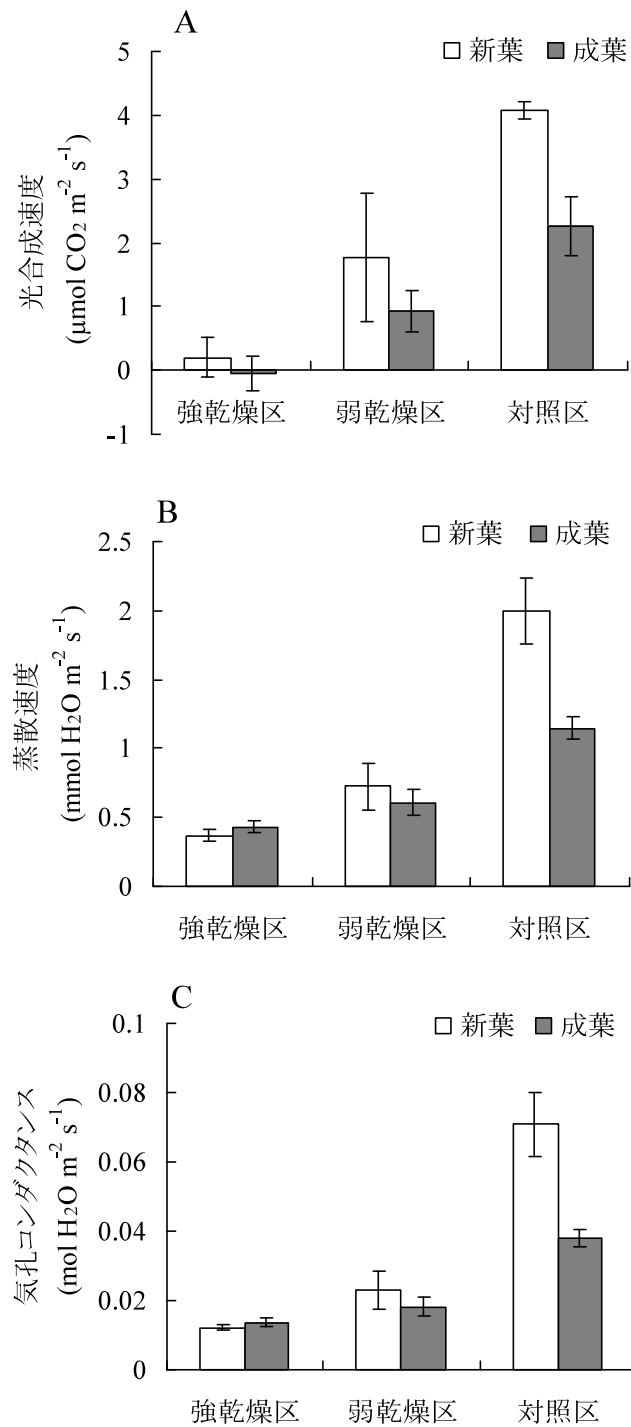 A
新葉 成葉
光合成速度
(μmol CO₂ m⁻² s⁻¹)
5
4
3
2
1
0
-1
強乾燥区 弱乾燥区 対照区
B
新葉 成葉
蒸散速度
(mmol H₂O m⁻² s⁻¹)
2.5
2
1.5
1
0.5
0
強乾燥区 弱乾燥区 対照区
C
新葉 成葉
気孔コンダクタンス
(mol H₂O m⁻² s⁻¹)
0.1
0.08
0.06
0.04
0.02
0
強乾燥区 弱乾燥区 対照区